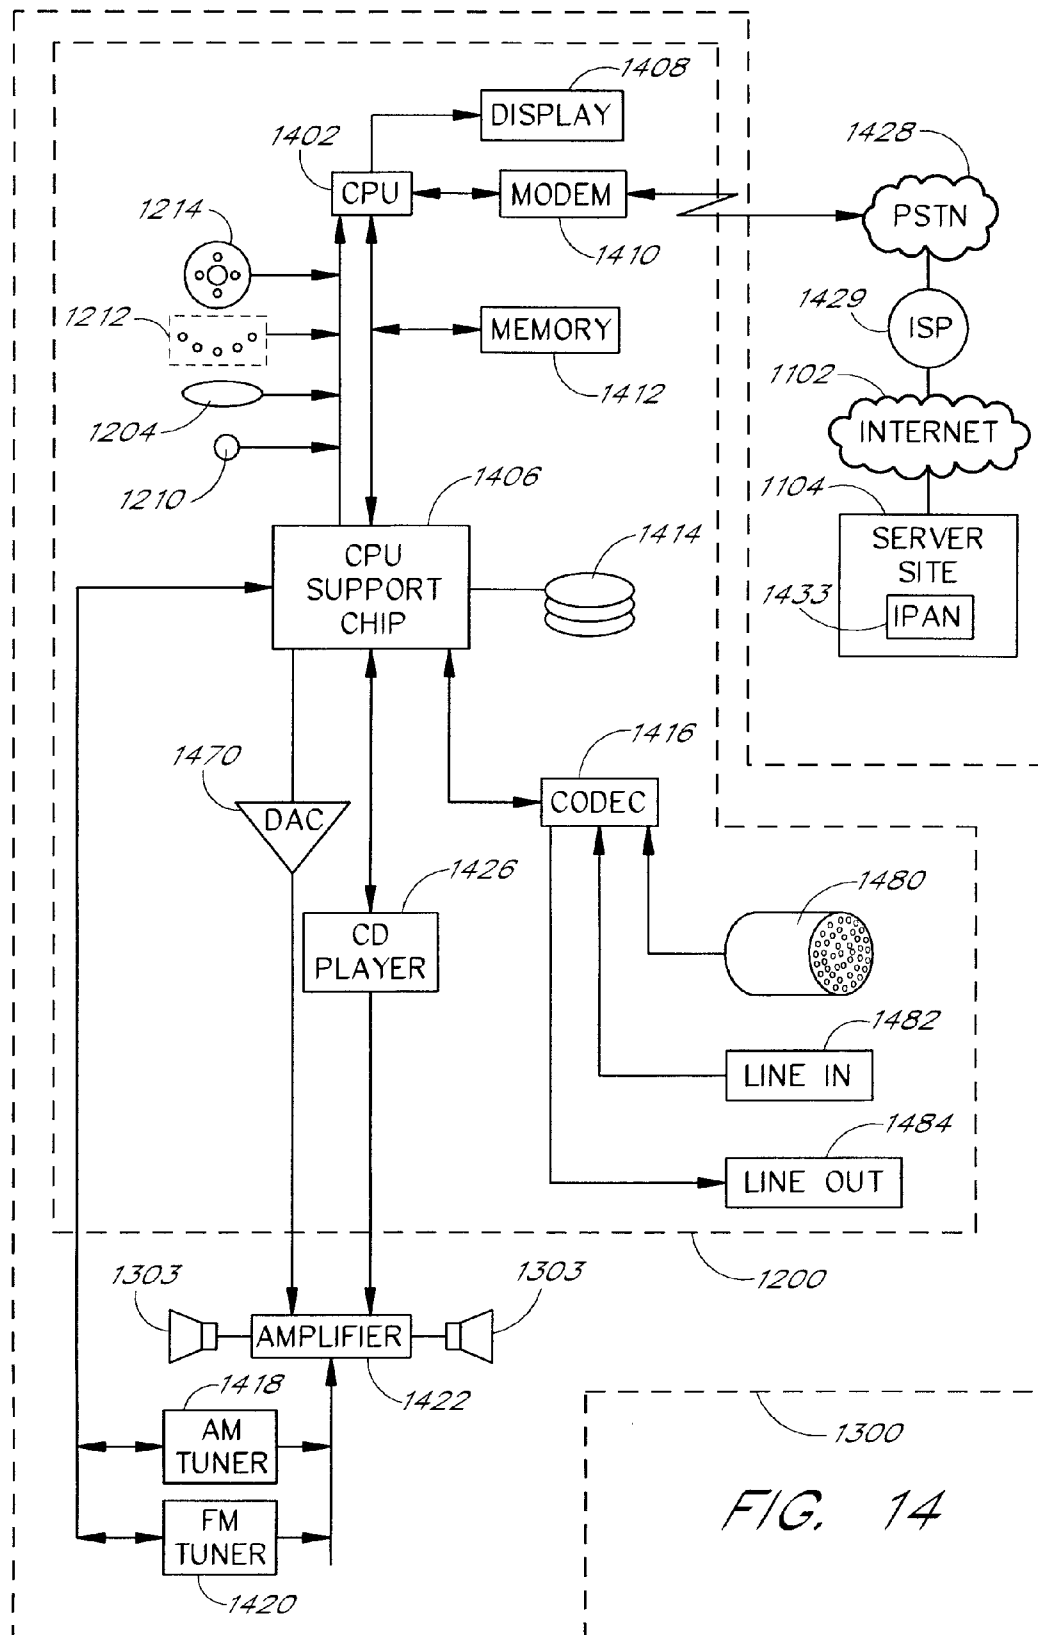 1408
DISPLAY
1402
CPU
MODEM
1410
1428
PSTN
1214
1429
ISP
1212
MEMORY
1412
1102
INTERNET
1204
1210
1406
CPU
SUPPORT
CHIP
1414
1104
SERVER
SITE
1433
IPAN
1470
DAC
1416
CODEC
1426
CD
PLAYER
1480
1482
LINE IN
1484
LINE OUT
1200
1303
1303
AMPLIFIER
1422
1418
AM
TUNER
1300
FM
TUNER
1420
FIG. 14